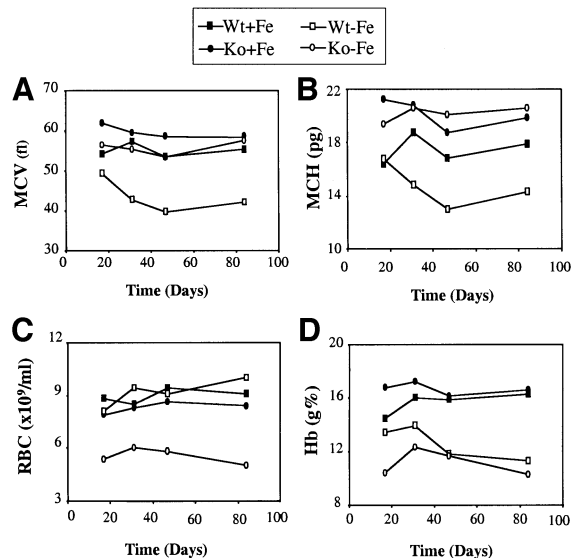 Wt+Fe Wt-Fe
Ko+Fe Ko-Fe
A
MCV (fl)
70
60
50
40
30
0 20 40 60 80 100
Time (Days)
B
MCH (pg)
22
18
14
10
0 20 40 60 80 100
Time (Days)
C
RBC (x10⁹/ml)
12
9
6
3
0 20 40 60 80 100
Time (Days)
D
Hb (g%)
20
16
12
8
0 20 40 60 80 100
Time (Days)